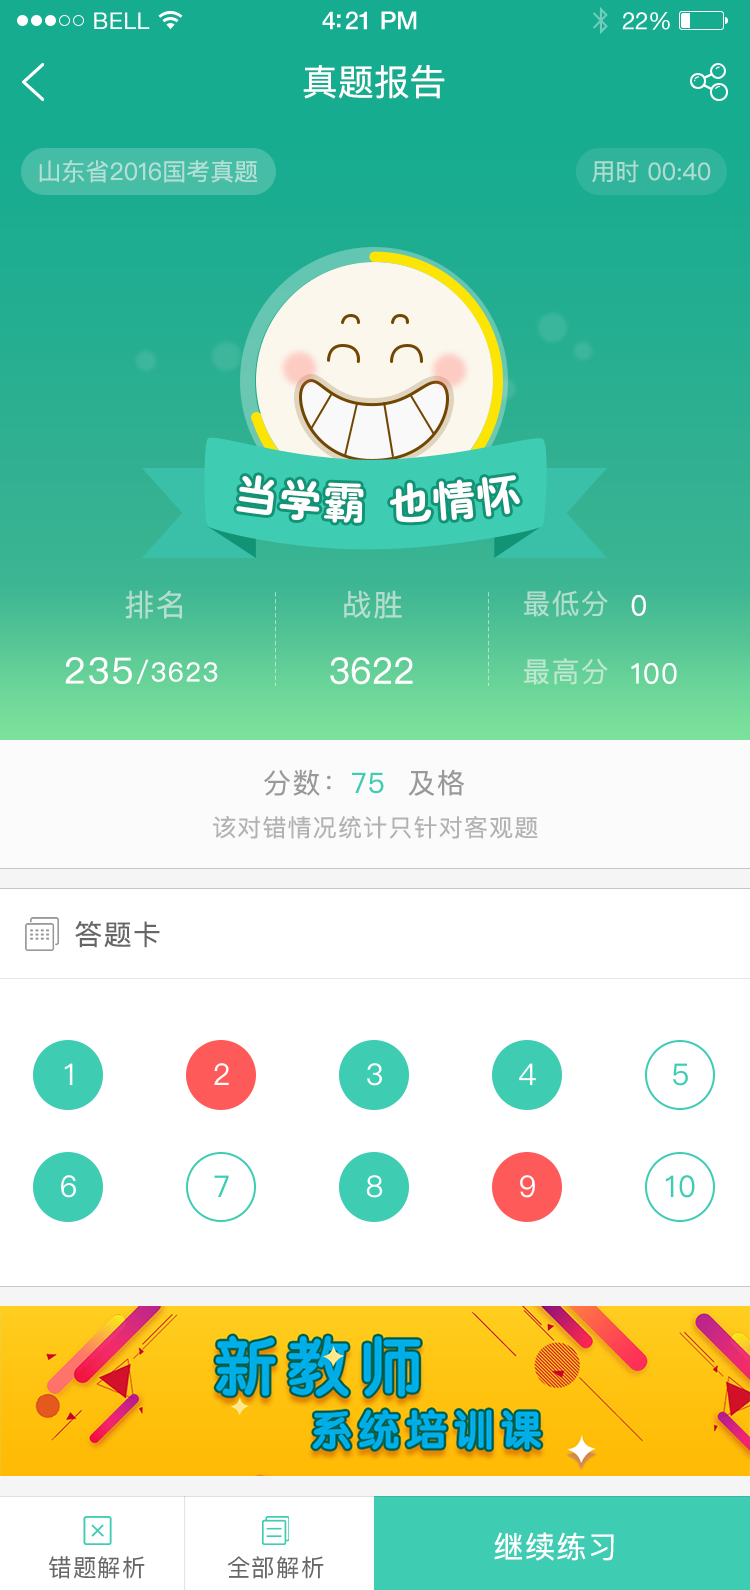 BELL 4:21 PM 22%
真题报告
山东省2016国考真题 用时 00:40
当学霸 也情怀
排名 战胜 最低分 0
235/3623 3622 最高分 100
分数： 75 及格
该对错情况统计只针对客观题
答题卡
1 2 3 4 5
6 7 8 9 10
新教师
系统培训课
错题解析 全部解析 继续练习